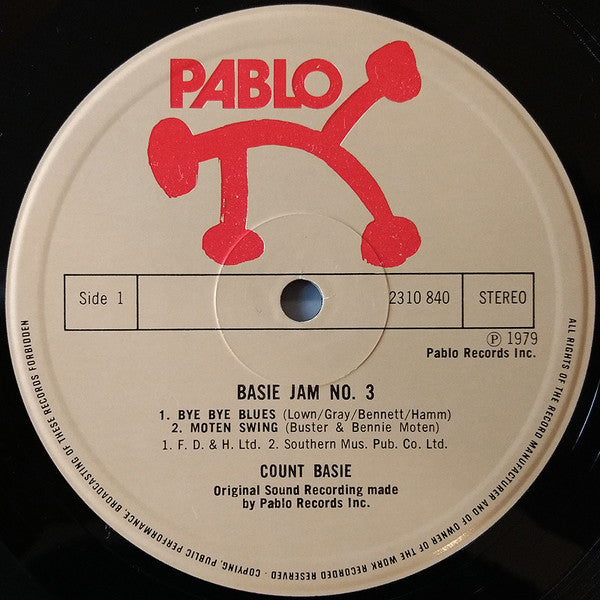 PABLO
Side 1
2310 840
STEREO
℗ 1979
Pablo Records Inc.
BASIE JAM NO. 3
1. BYE BYE BLUES (Lown/Gray/Bennett/Hamm)
2. MOTEN SWING (Buster & Bennie Moten)
1. F. D. & H. Ltd. 2. Southern Mus. Pub. Co. Ltd.
COUNT BASIE
Original Sound Recording made
by Pablo Records Inc.
ALL RIGHTS OF THE RECORD MANUFACTURER AND OF OWNER OF THE WORK RECORDED RESERVED - COPYING, PUBLIC PERFORMANCE, BROADCASTING OF THESE RECORDS FORBIDDEN